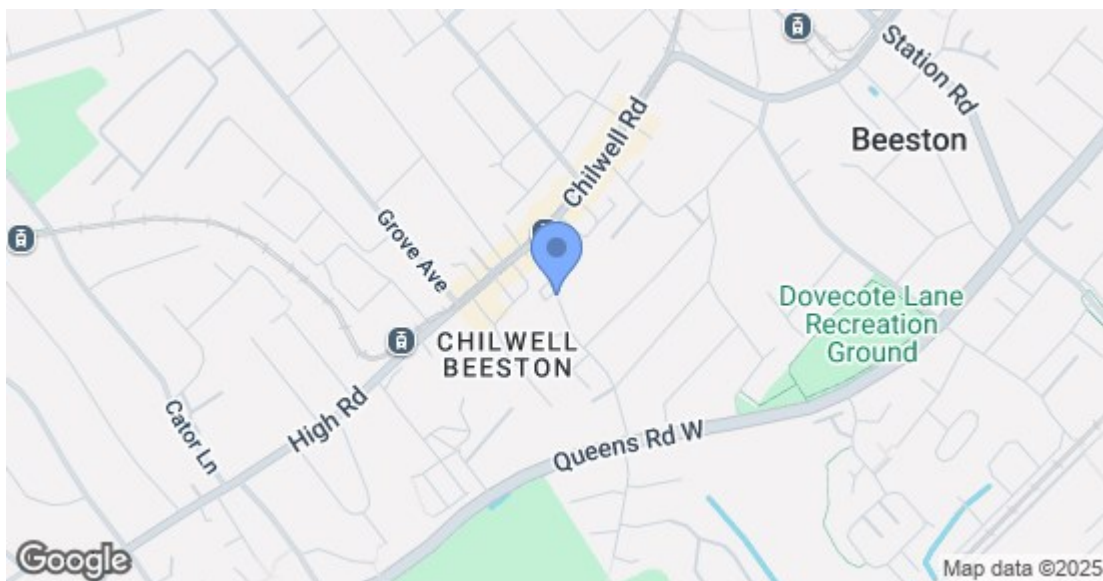 Station Rd
Beeston
Chilwell Rd
Grove Ave
Dovecote Lane
Recreation
Ground
CHILWELL
BEESTON
High Rd
Cator Ln
Queens Rd W
Google
Map data ©2025